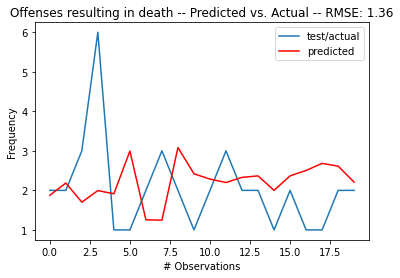 Offenses resulting in death -- Predicted vs. Actual -- RMSE: 1.36
test/actual
predicted
Frequency
6
5
4
3
2
1
0.0 2.5 5.0 7.5 10.0 12.5 15.0 17.5
# Observations